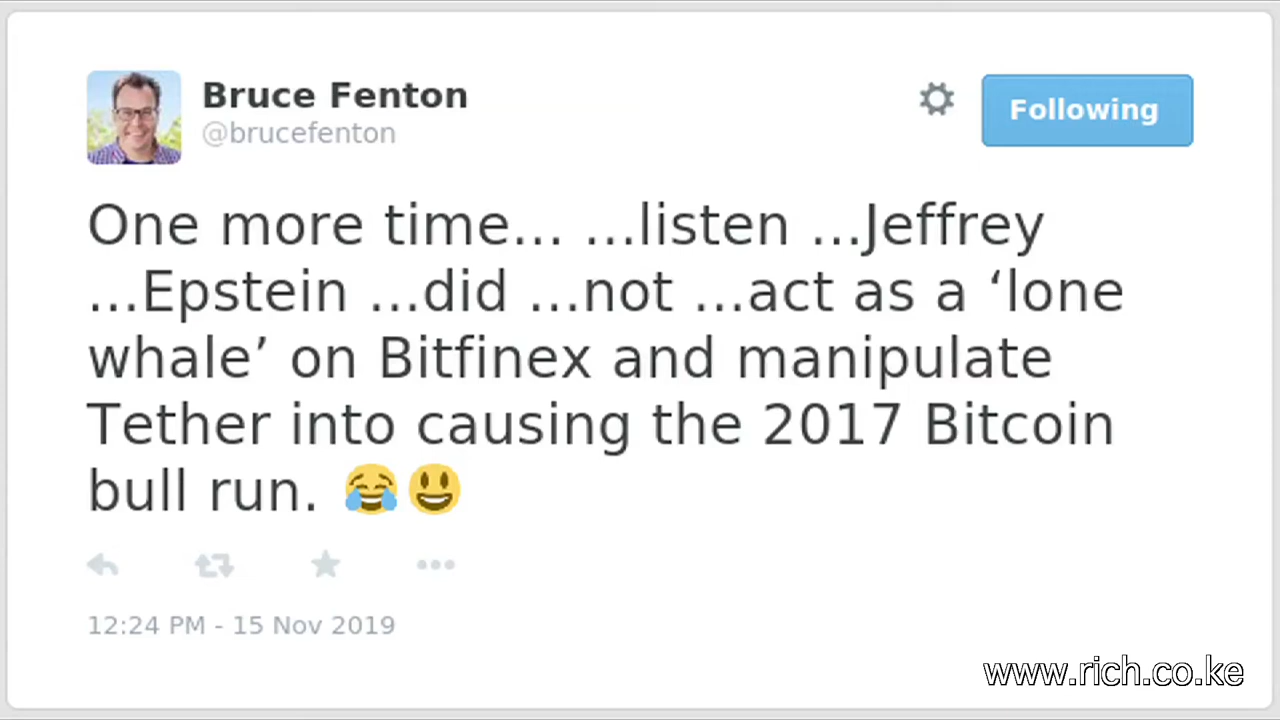 Bruce Fenton
@brucefenton
Following
One more time... ...listen ...Jeffrey
...Epstein ...did ...not ...act as a ‘lone
whale’ on Bitfinex and manipulate
Tether into causing the 2017 Bitcoin
bull run. 😂😃
12:24 PM - 15 Nov 2019
www.rich.co.ke